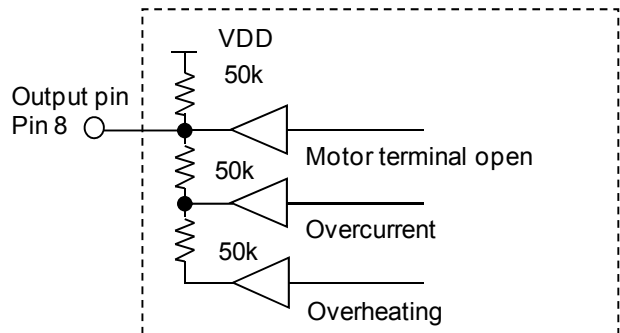 VDD
50k
Output pin
Pin 8
Motor terminal open
50k
Overcurrent
50k
Overheating